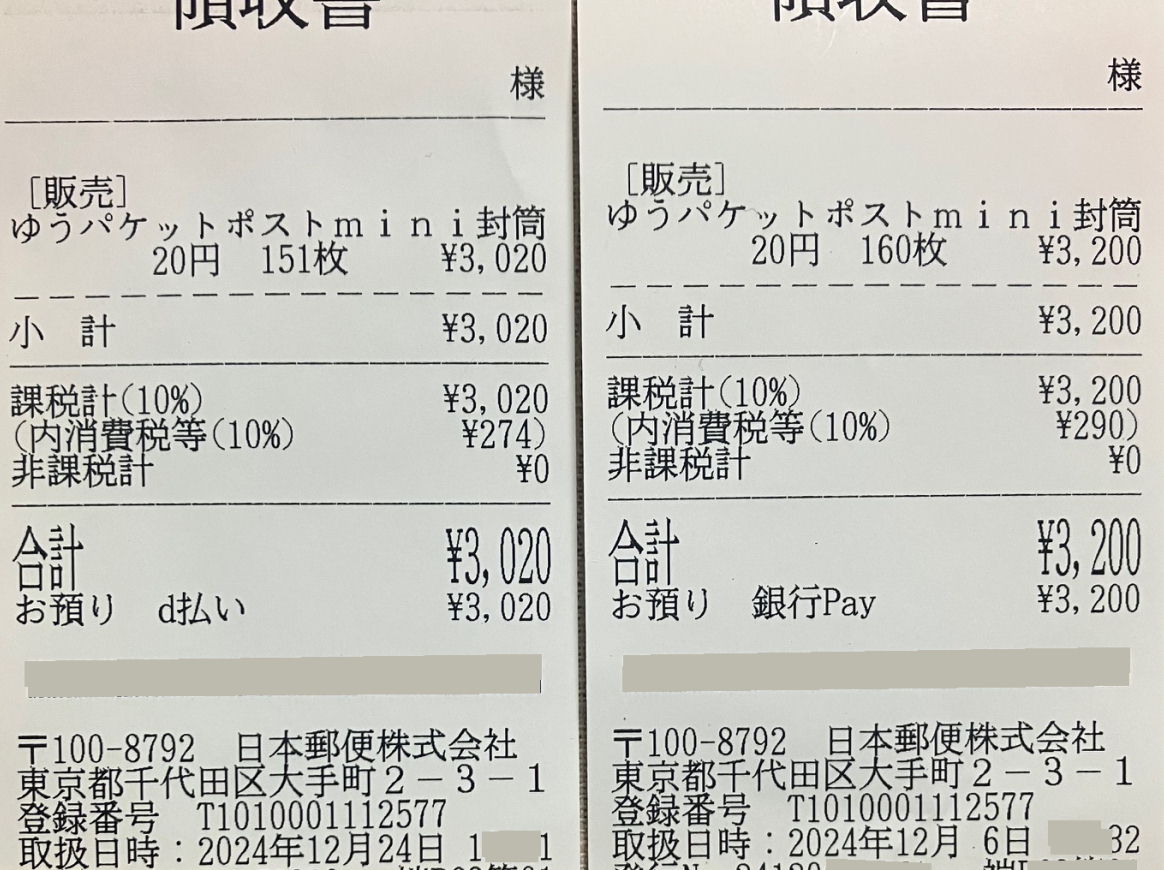 領収書
様
[販売]
ゆうパケットポストmini封筒
20円 151枚 ¥3,020
小 計 ¥3,020
課税計(10%) ¥3,020
(内消費税等(10%) ¥274)
非課税計 ¥0
合計 ¥3,020
お預り d払い ¥3,020
〒100-8792 日本郵便株式会社
東京都千代田区大手町2-3-1
登録番号 T1010001112577
取扱日時:2024年12月24日 1 1
領収書
様
[販売]
ゆうパケットポストmini封筒
20円 160枚 ¥3,200
小 計 ¥3,200
課税計(10%) ¥3,200
(内消費税等(10%) ¥290)
非課税計 ¥0
合計 ¥3,200
お預り 銀行Pay ¥3,200
〒100-8792 日本郵便株式会社
東京都千代田区大手町2-3-1
登録番号 T1010001112577
取扱日時:2024年12月 6日 32